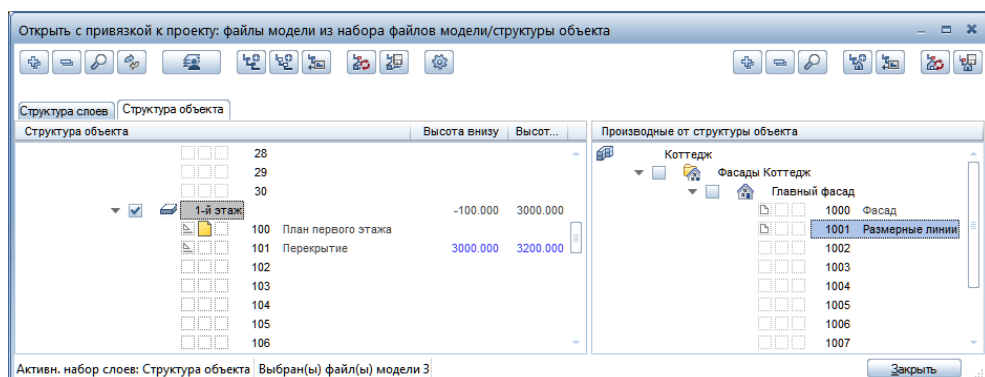 Открыть с привязкой к проекту: файлы модели из набора файлов модели/структуры объекта
Структура слоев Структура объекта
Структура объекта Высота внизу Высот...
28
29
30
1-й этаж -100.000 3000.000
100 План первого этажа
101 Перекрытие 3000.000 3200.000
102
103
104
105
106
Производные от структуры объекта
Коттедж
Фасады Коттедж
Главный фасад
1000 Фасад
1001 Размерные линии
1002
1003
1004
1005
1006
1007
Активн. набор слоев: Структура объекта Выбран(ы) файл(ы) модели 3
Закрыть